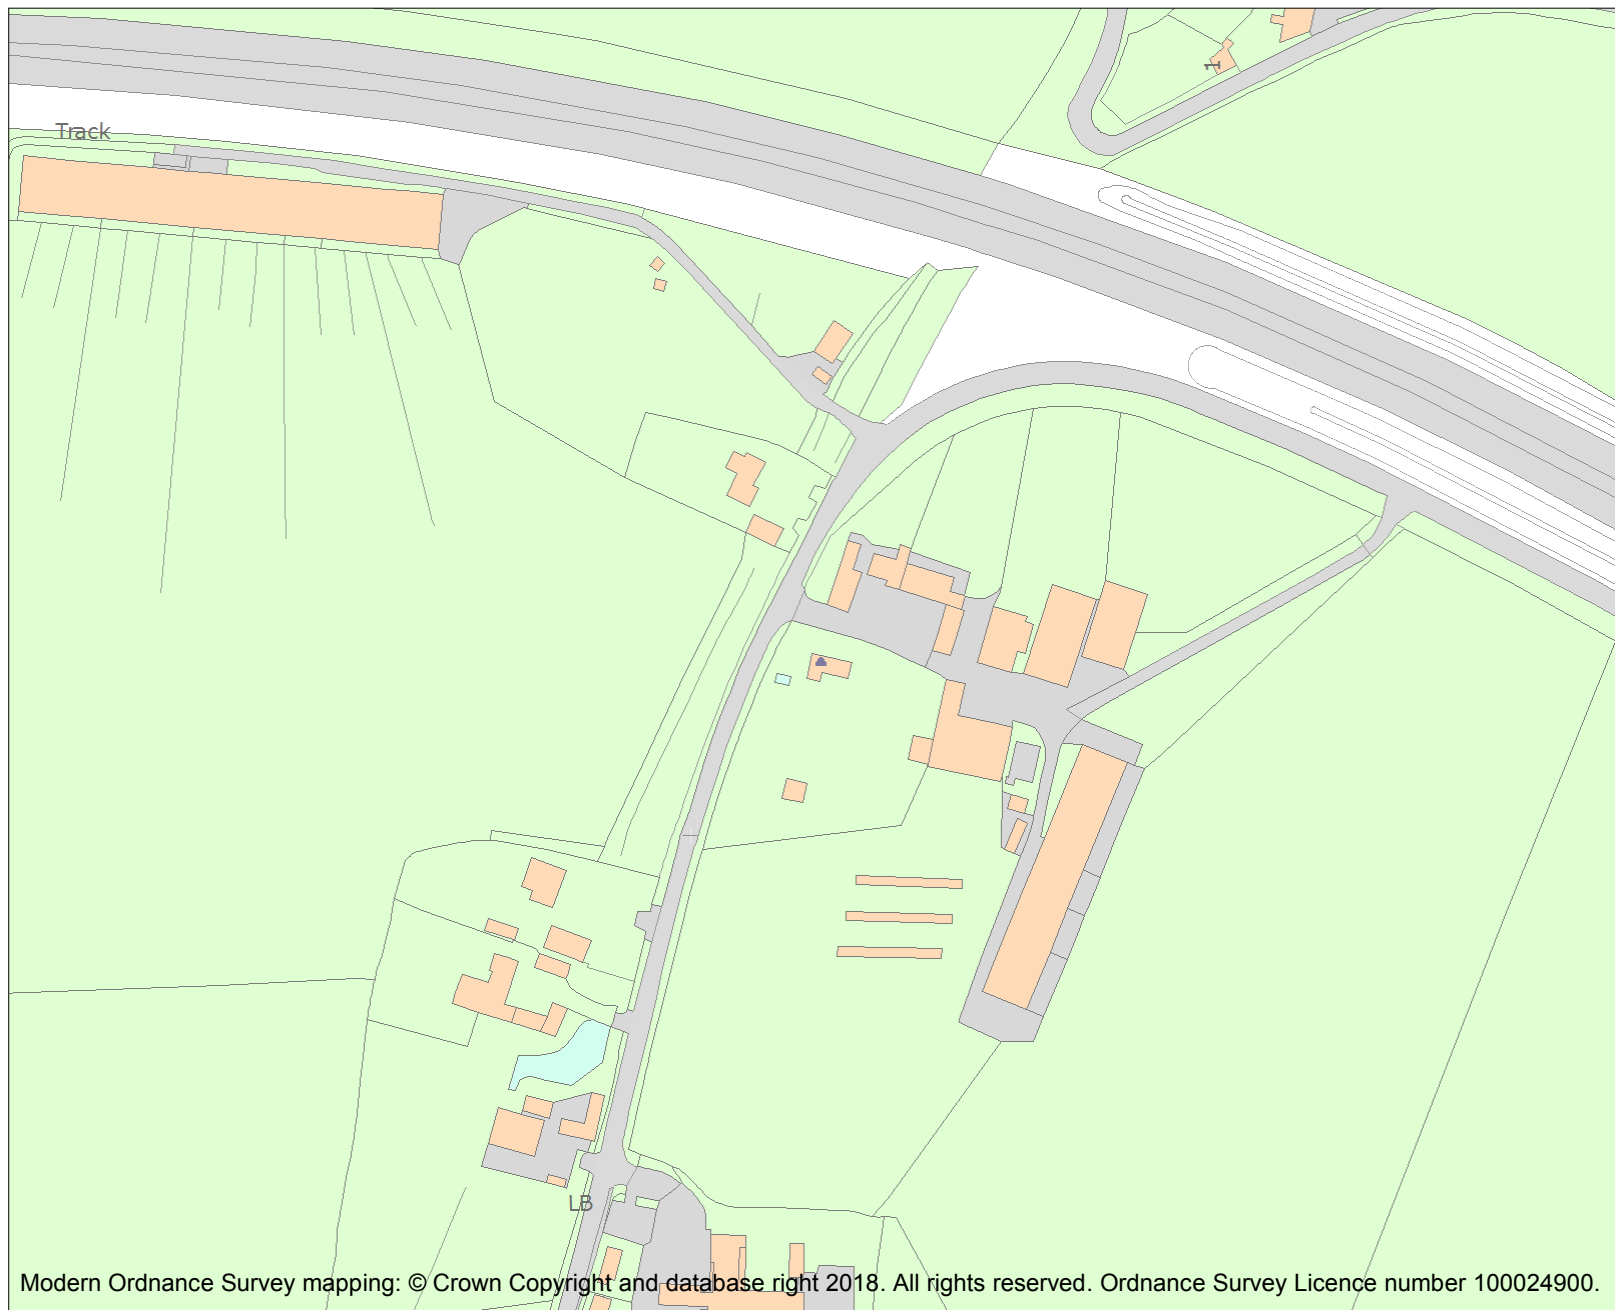 1
Track
LB
Modern Ordnance Survey mapping: © Crown Copyright and database right 2018. All rights reserved. Ordnance Survey Licence number 100024900.